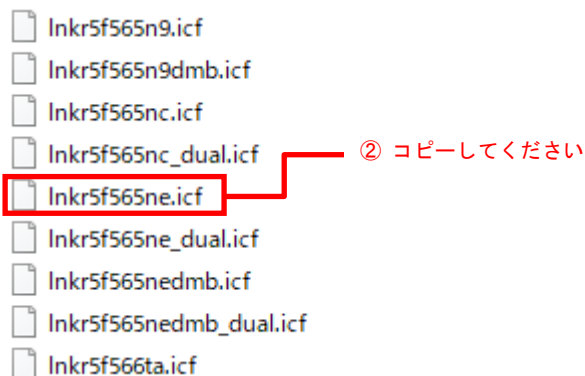 lnkr5f565n9.icf
lnkr5f565n9dmb.icf
lnkr5f565nc.icf
lnkr5f565nc_dual.icf
② コピーしてください
lnkr5f565ne.icf
lnkr5f565ne_dual.icf
lnkr5f565nedmb.icf
lnkr5f565nedmb_dual.icf
lnkr5f566ta.icf